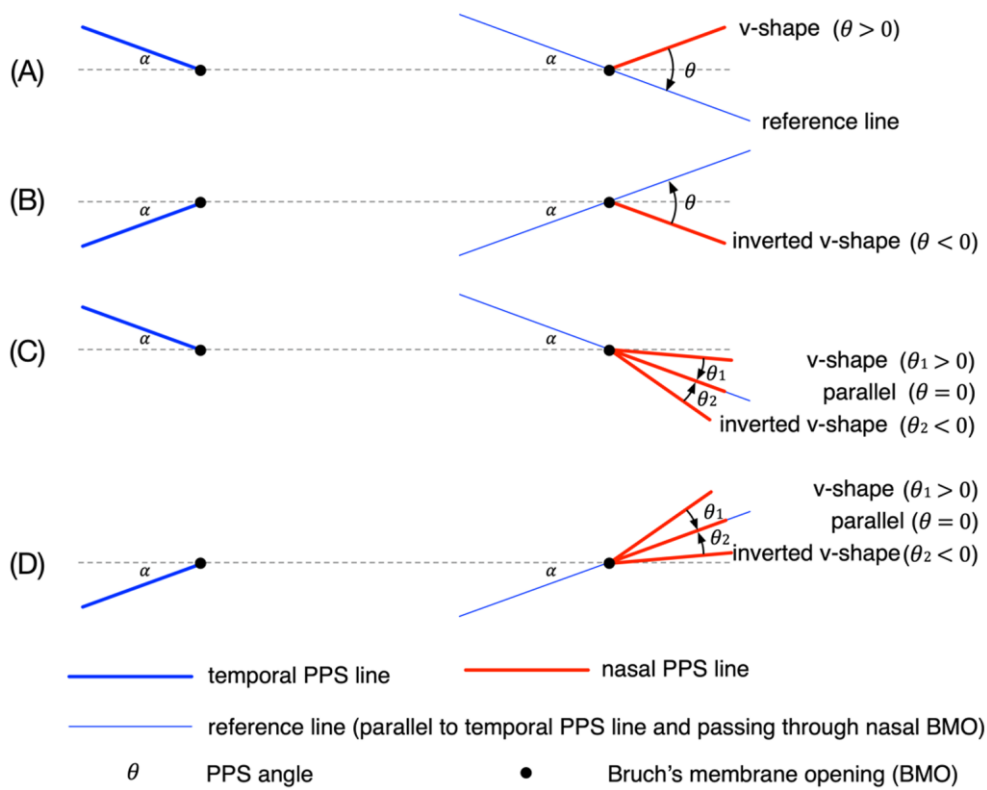 v-shape (θ > 0)
(A) α α θ
reference line
(B) α α θ
inverted v-shape (θ < 0)
(C) α α
v-shape (θ1 > 0)
θ1
parallel (θ = 0)
θ2
inverted v-shape (θ2 < 0)
v-shape (θ1 > 0)
θ1
parallel (θ = 0)
θ2
inverted v-shape (θ2 < 0)
(D) α α
temporal PPS line nasal PPS line
reference line (parallel to temporal PPS line and passing through nasal BMO)
θ PPS angle Bruch's membrane opening (BMO)